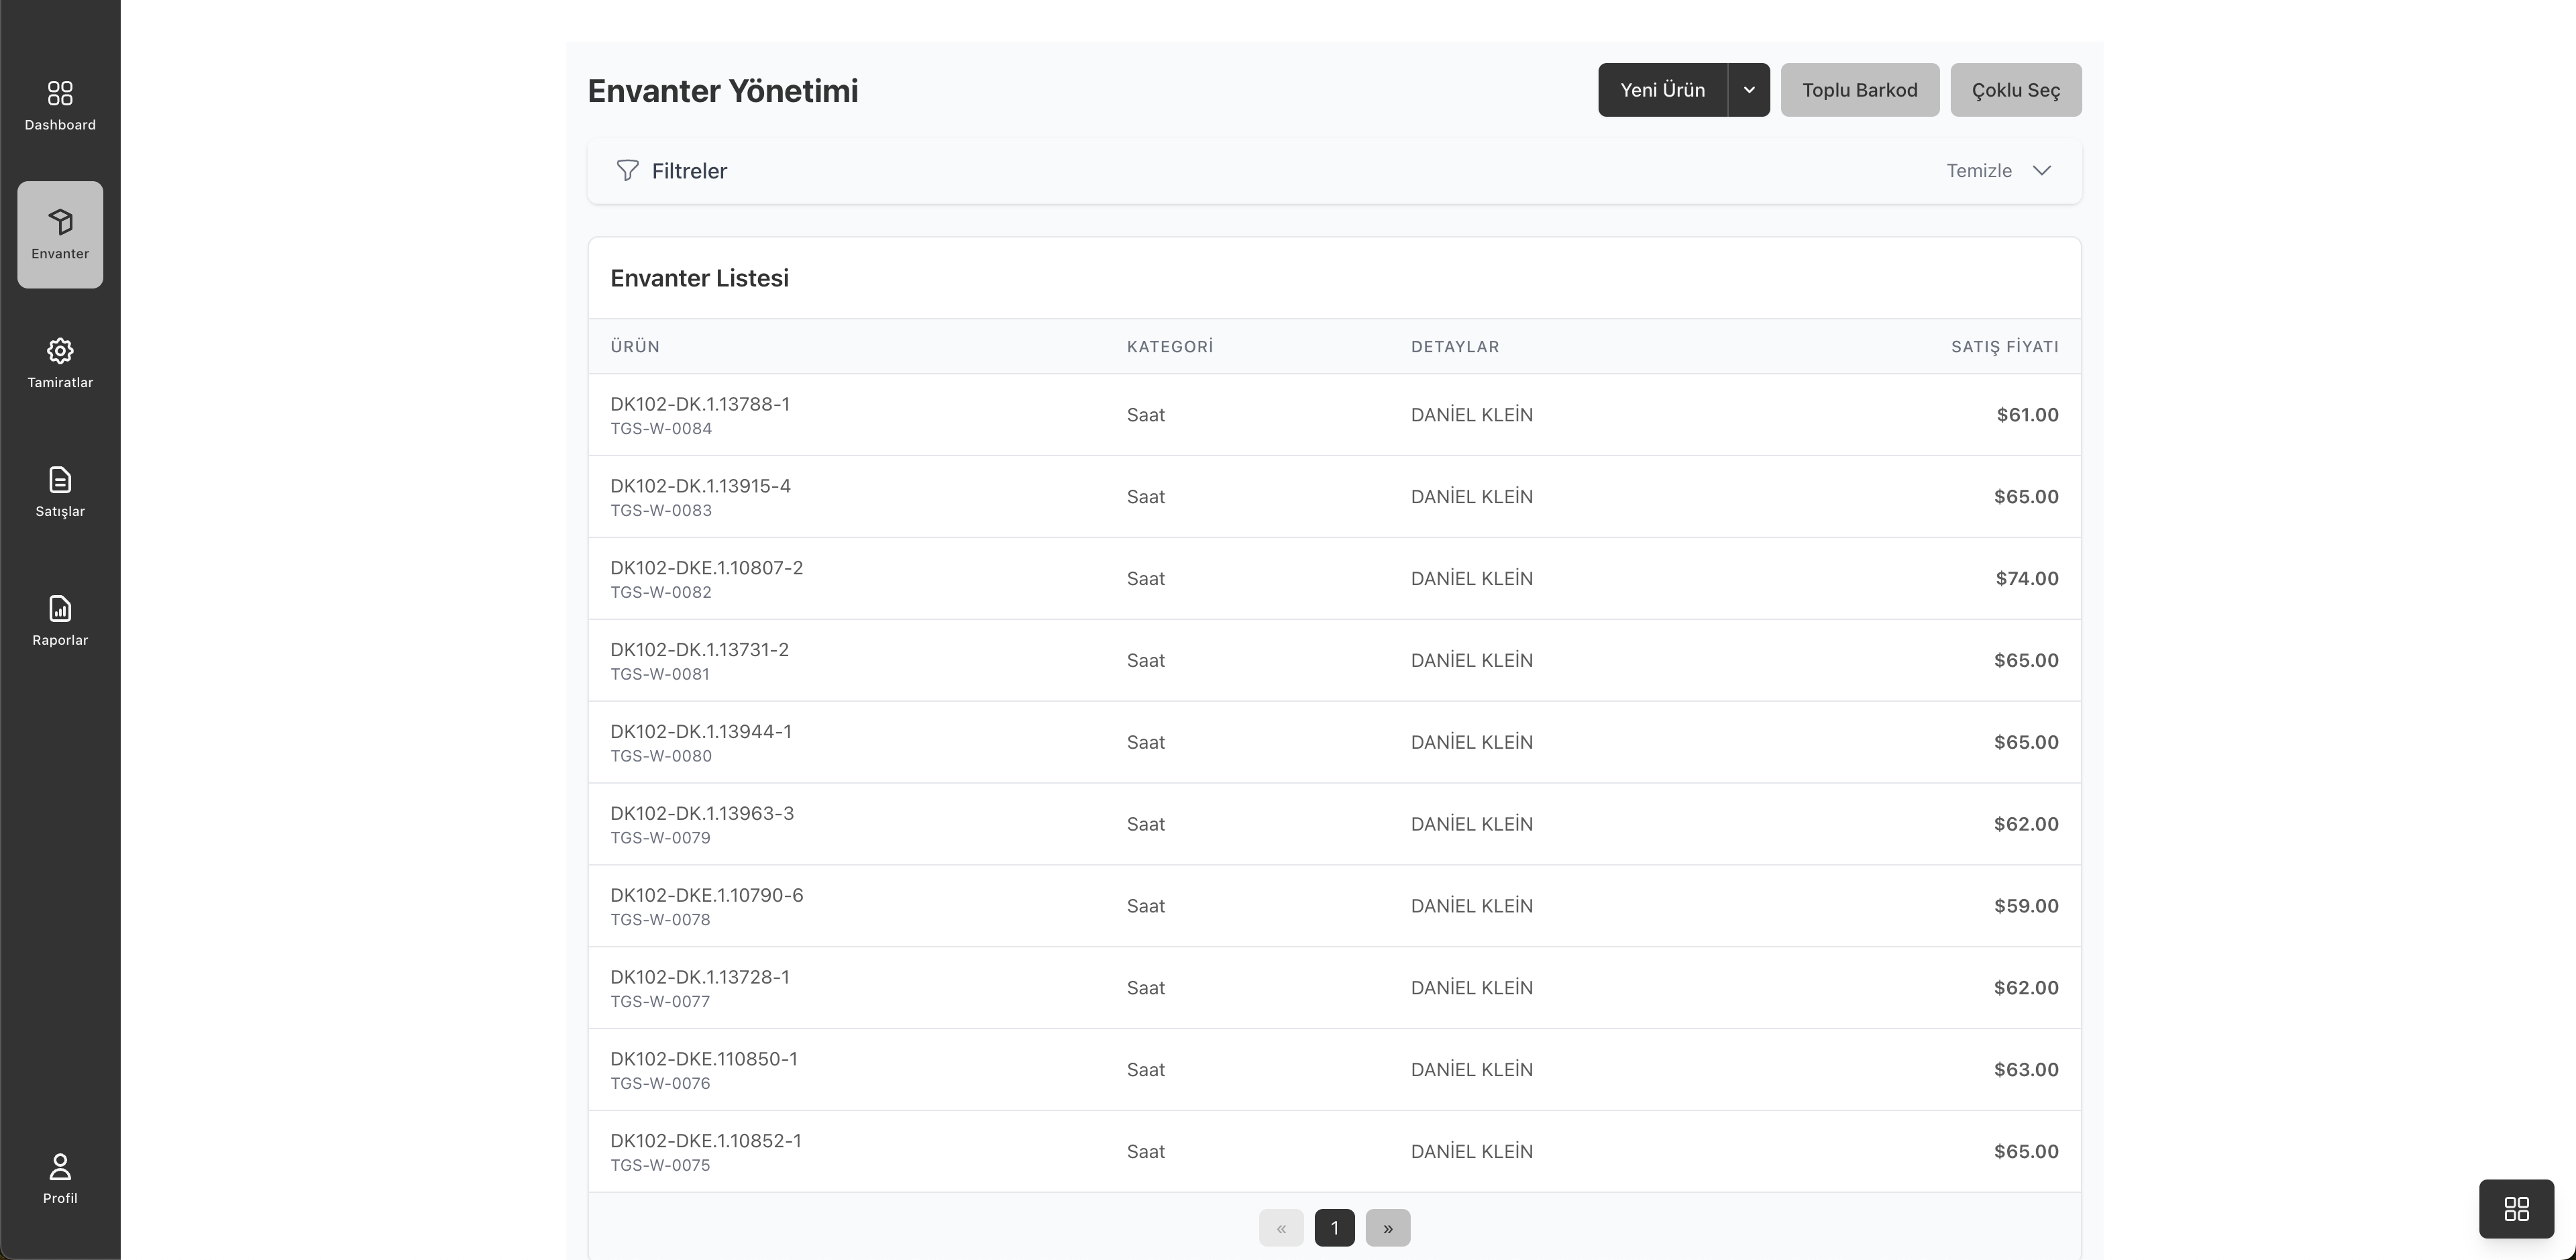 Dashboard
Envanter
Tamiratlar
Satışlar
Raporlar
Profil
Envanter Yönetimi
Yeni Ürün
Toplu Barkod
Çoklu Seç
Filtreler
Temizle
Envanter Listesi
ÜRÜN KATEGORİ DETAYLAR SATIŞ FİYATI
DK102-DK.1.13788-1
TGS-W-0084
Saat
DANİEL KLEİN
$61.00
DK102-DK.1.13915-4
TGS-W-0083
Saat
DANİEL KLEİN
$65.00
DK102-DKE.1.10807-2
TGS-W-0082
Saat
DANİEL KLEİN
$74.00
DK102-DK.1.13731-2
TGS-W-0081
Saat
DANİEL KLEİN
$65.00
DK102-DK.1.13944-1
TGS-W-0080
Saat
DANİEL KLEİN
$65.00
DK102-DK.1.13963-3
TGS-W-0079
Saat
DANİEL KLEİN
$62.00
DK102-DKE.1.10790-6
TGS-W-0078
Saat
DANİEL KLEİN
$59.00
DK102-DK.1.13728-1
TGS-W-0077
Saat
DANİEL KLEİN
$62.00
DK102-DKE.110850-1
TGS-W-0076
Saat
DANİEL KLEİN
$63.00
DK102-DKE.1.10852-1
TGS-W-0075
Saat
DANİEL KLEİN
$65.00
« 1 »